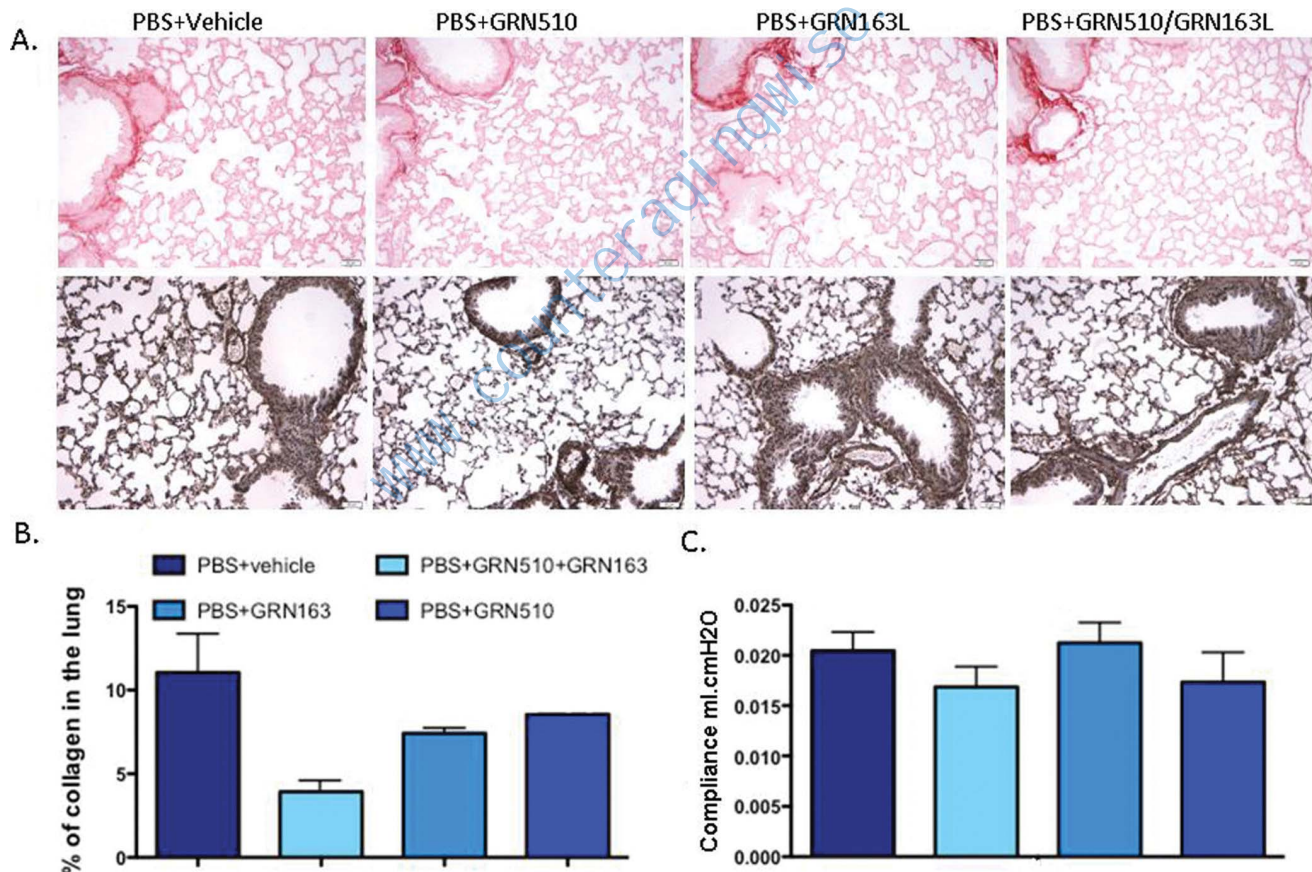 PBS+Vehicle PBS+GRN510 PBS+GRN163L PBS+GRN510/GRN163L
A.
www.counteraqinqwi.sc
B.
PBS+vehicle PBS+GRN510+GRN163
PBS+GRN163 PBS+GRN510
% of collagen in the lung
15
10
5
0
C.
Compliance ml.cmH2O
0.025
0.020
0.015
0.010
0.005
0.000